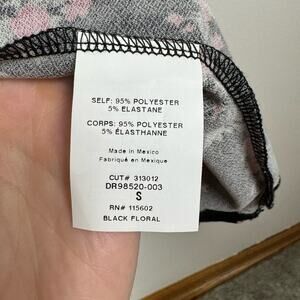 SELF: 95% POLYESTER
5% ELASTANE
CORPS: 95% POLYESTER
5% ÉLASTHANNE
Made in Mexico
Fabriqué en Mexique
CUT# 313012
DR98520-003
S
RN# 115602
BLACK FLORAL